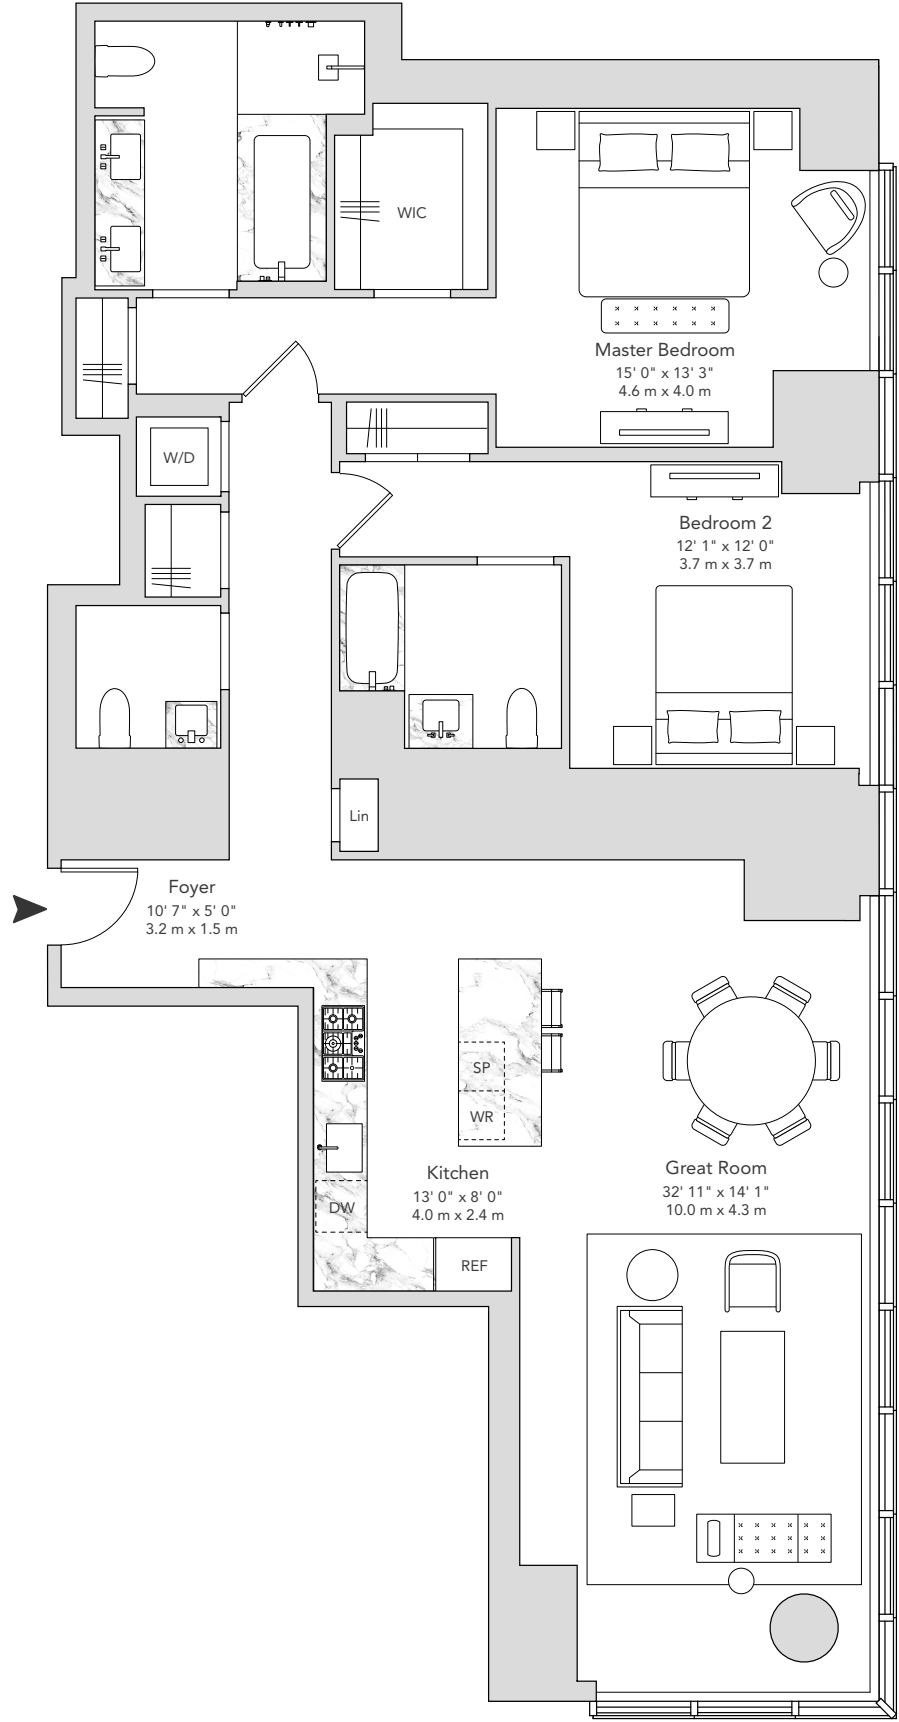 WIC
Master Bedroom
15' 0" x 13' 3"
4.6 m x 4.0 m
W/D
Bedroom 2
12' 1" x 12' 0"
3.7 m x 3.7 m
Lin
Foyer
10' 7" x 5' 0"
3.2 m x 1.5 m
SP
WR
Kitchen
13' 0" x 8' 0"
4.0 m x 2.4 m
Great Room
32' 11" x 14' 1"
10.0 m x 4.3 m
DW
REF